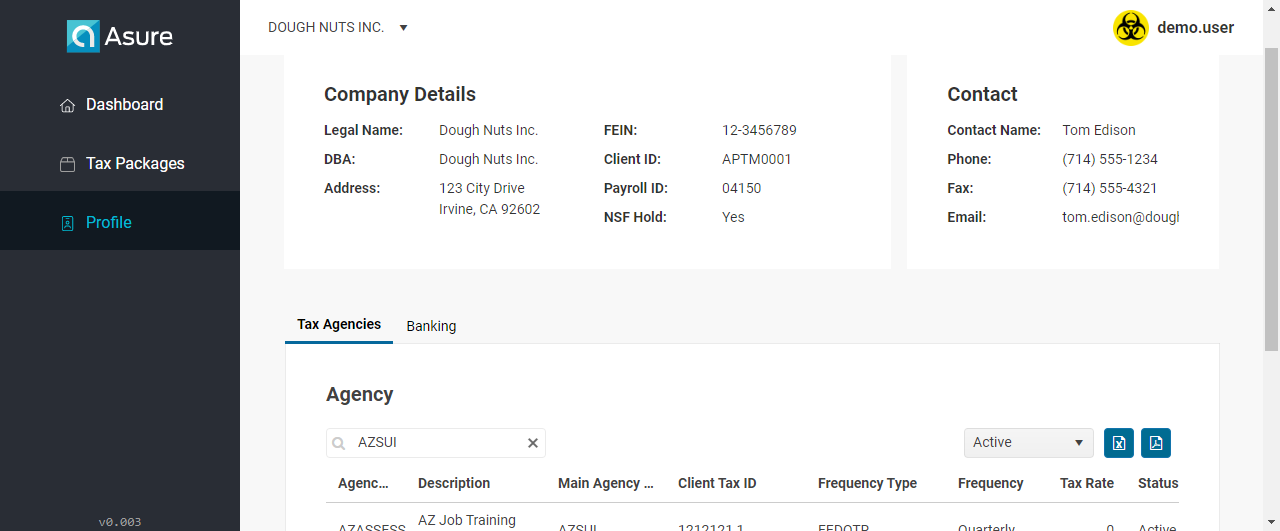 Asure
DOUGH NUTS INC.
demo.user
Dashboard
Tax Packages
Profile
v0.003
Company Details
Legal Name: Dough Nuts Inc.
DBA: Dough Nuts Inc.
Address: 123 City Drive
Irvine, CA 92602
FEIN: 12-3456789
Client ID: APTM0001
Payroll ID: 04150
NSF Hold: Yes
Contact
Contact Name: Tom Edison
Phone: (714) 555-1234
Fax: (714) 555-4321
Email: tom.edison@dough
Tax Agencies Banking
Agency
AZSUI
Active
Agenc... Description Main Agency ... Client Tax ID Frequency Type Frequency Tax Rate Status
AZASSESS AZ Job Training AZSUI 1212121 1 FEDQTR Quarterly 0 Active